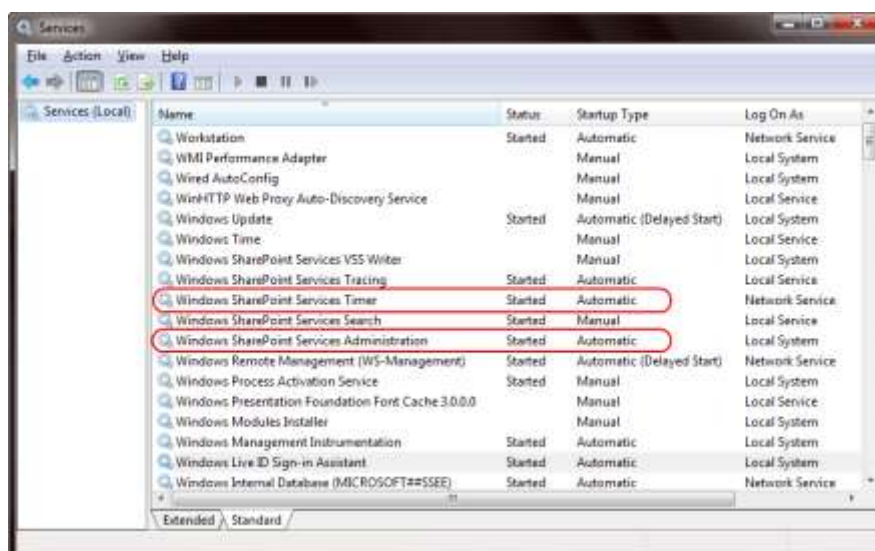 Services
File Action View Help
Services (Local)
Name Status Startup Type Log On As
Workstation Started Automatic Network Service
WMI Performance Adapter Manual Local System
Wired AutoConfig Manual Local System
WinHTTP Web Proxy Auto-Discovery Service Manual Local Service
Windows Update Started Automatic (Delayed Start) Local System
Windows Time Manual Local Service
Windows SharePoint Services VSS Writer Manual Local System
Windows SharePoint Services Tracing Started Automatic Local Service
Windows SharePoint Services Timer Started Automatic Network Service
Windows SharePoint Services Search Started Manual Local Service
Windows SharePoint Services Administration Started Automatic Local System
Windows Remote Management (WS-Management) Started Automatic (Delayed Start) Network Service
Windows Process Activation Service Started Manual Local System
Windows Presentation Foundation Font Cache 3.0.0.0 Manual Local Service
Windows Modules Installer Manual Local System
Windows Management Instrumentation Started Automatic Local System
Windows Live ID Sign-in Assistant Started Automatic Local System
Windows Internal Database (MICROSOFT##SSEE) Started Automatic Network Service
Extended Standard